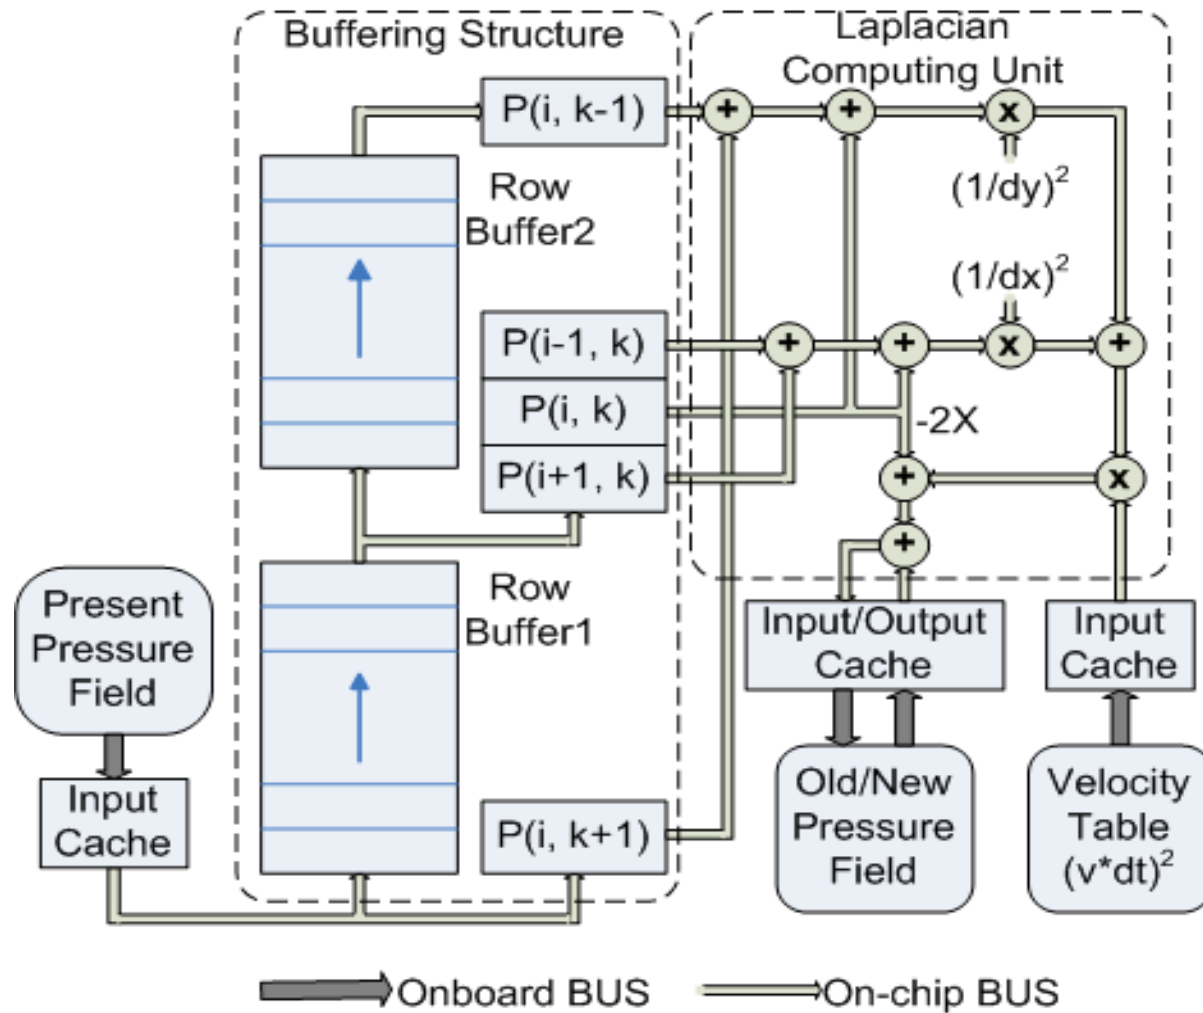 Buffering Structure
Laplacian
Computing Unit
P(i, k-1)
+
+
x
Row
Buffer2
(1/dy)²
(1/dx)²
P(i-1, k)
+
+
x
+
P(i, k)
-2X
P(i+1, k)
+
x
+
Present
Pressure
Field
Row
Buffer1
Input/Output
Cache
Input
Cache
Input
Cache
P(i, k+1)
Old/New
Pressure
Field
Velocity
Table
(v*dt)²
Onboard BUS
On-chip BUS